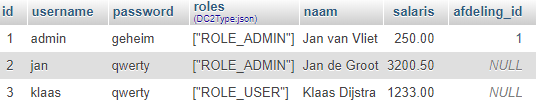 id username password roles (DC2Type:json) naam salaris afdeling_id
1 admin geheim ["ROLE_ADMIN"] Jan van Vliet 250.00 1
2 jan qwerty ["ROLE_ADMIN"] Jan de Groot 3200.50 NULL
3 klaas qwerty ["ROLE_USER"] Klaas Dijstra 1233.00 NULL